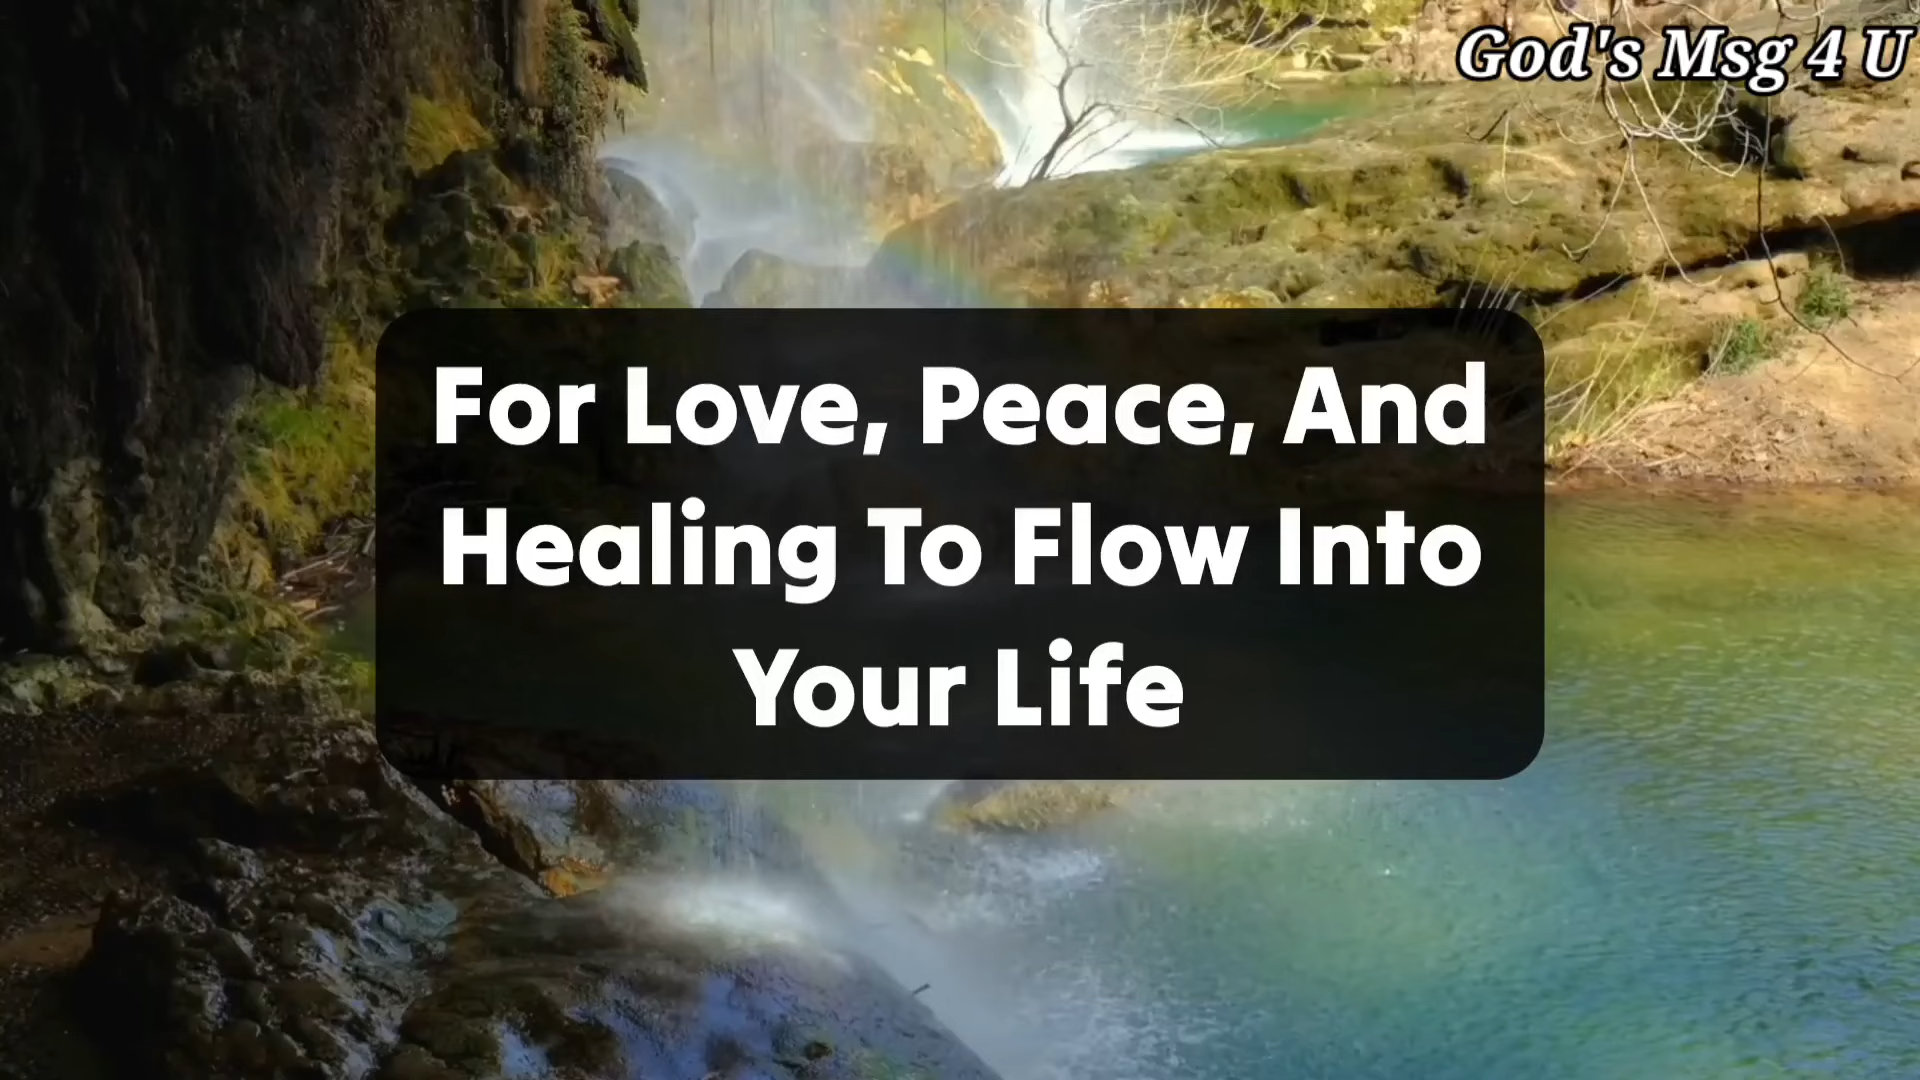 God's Msg 4 U
For Love, Peace, And
Healing To Flow Into
Your Life